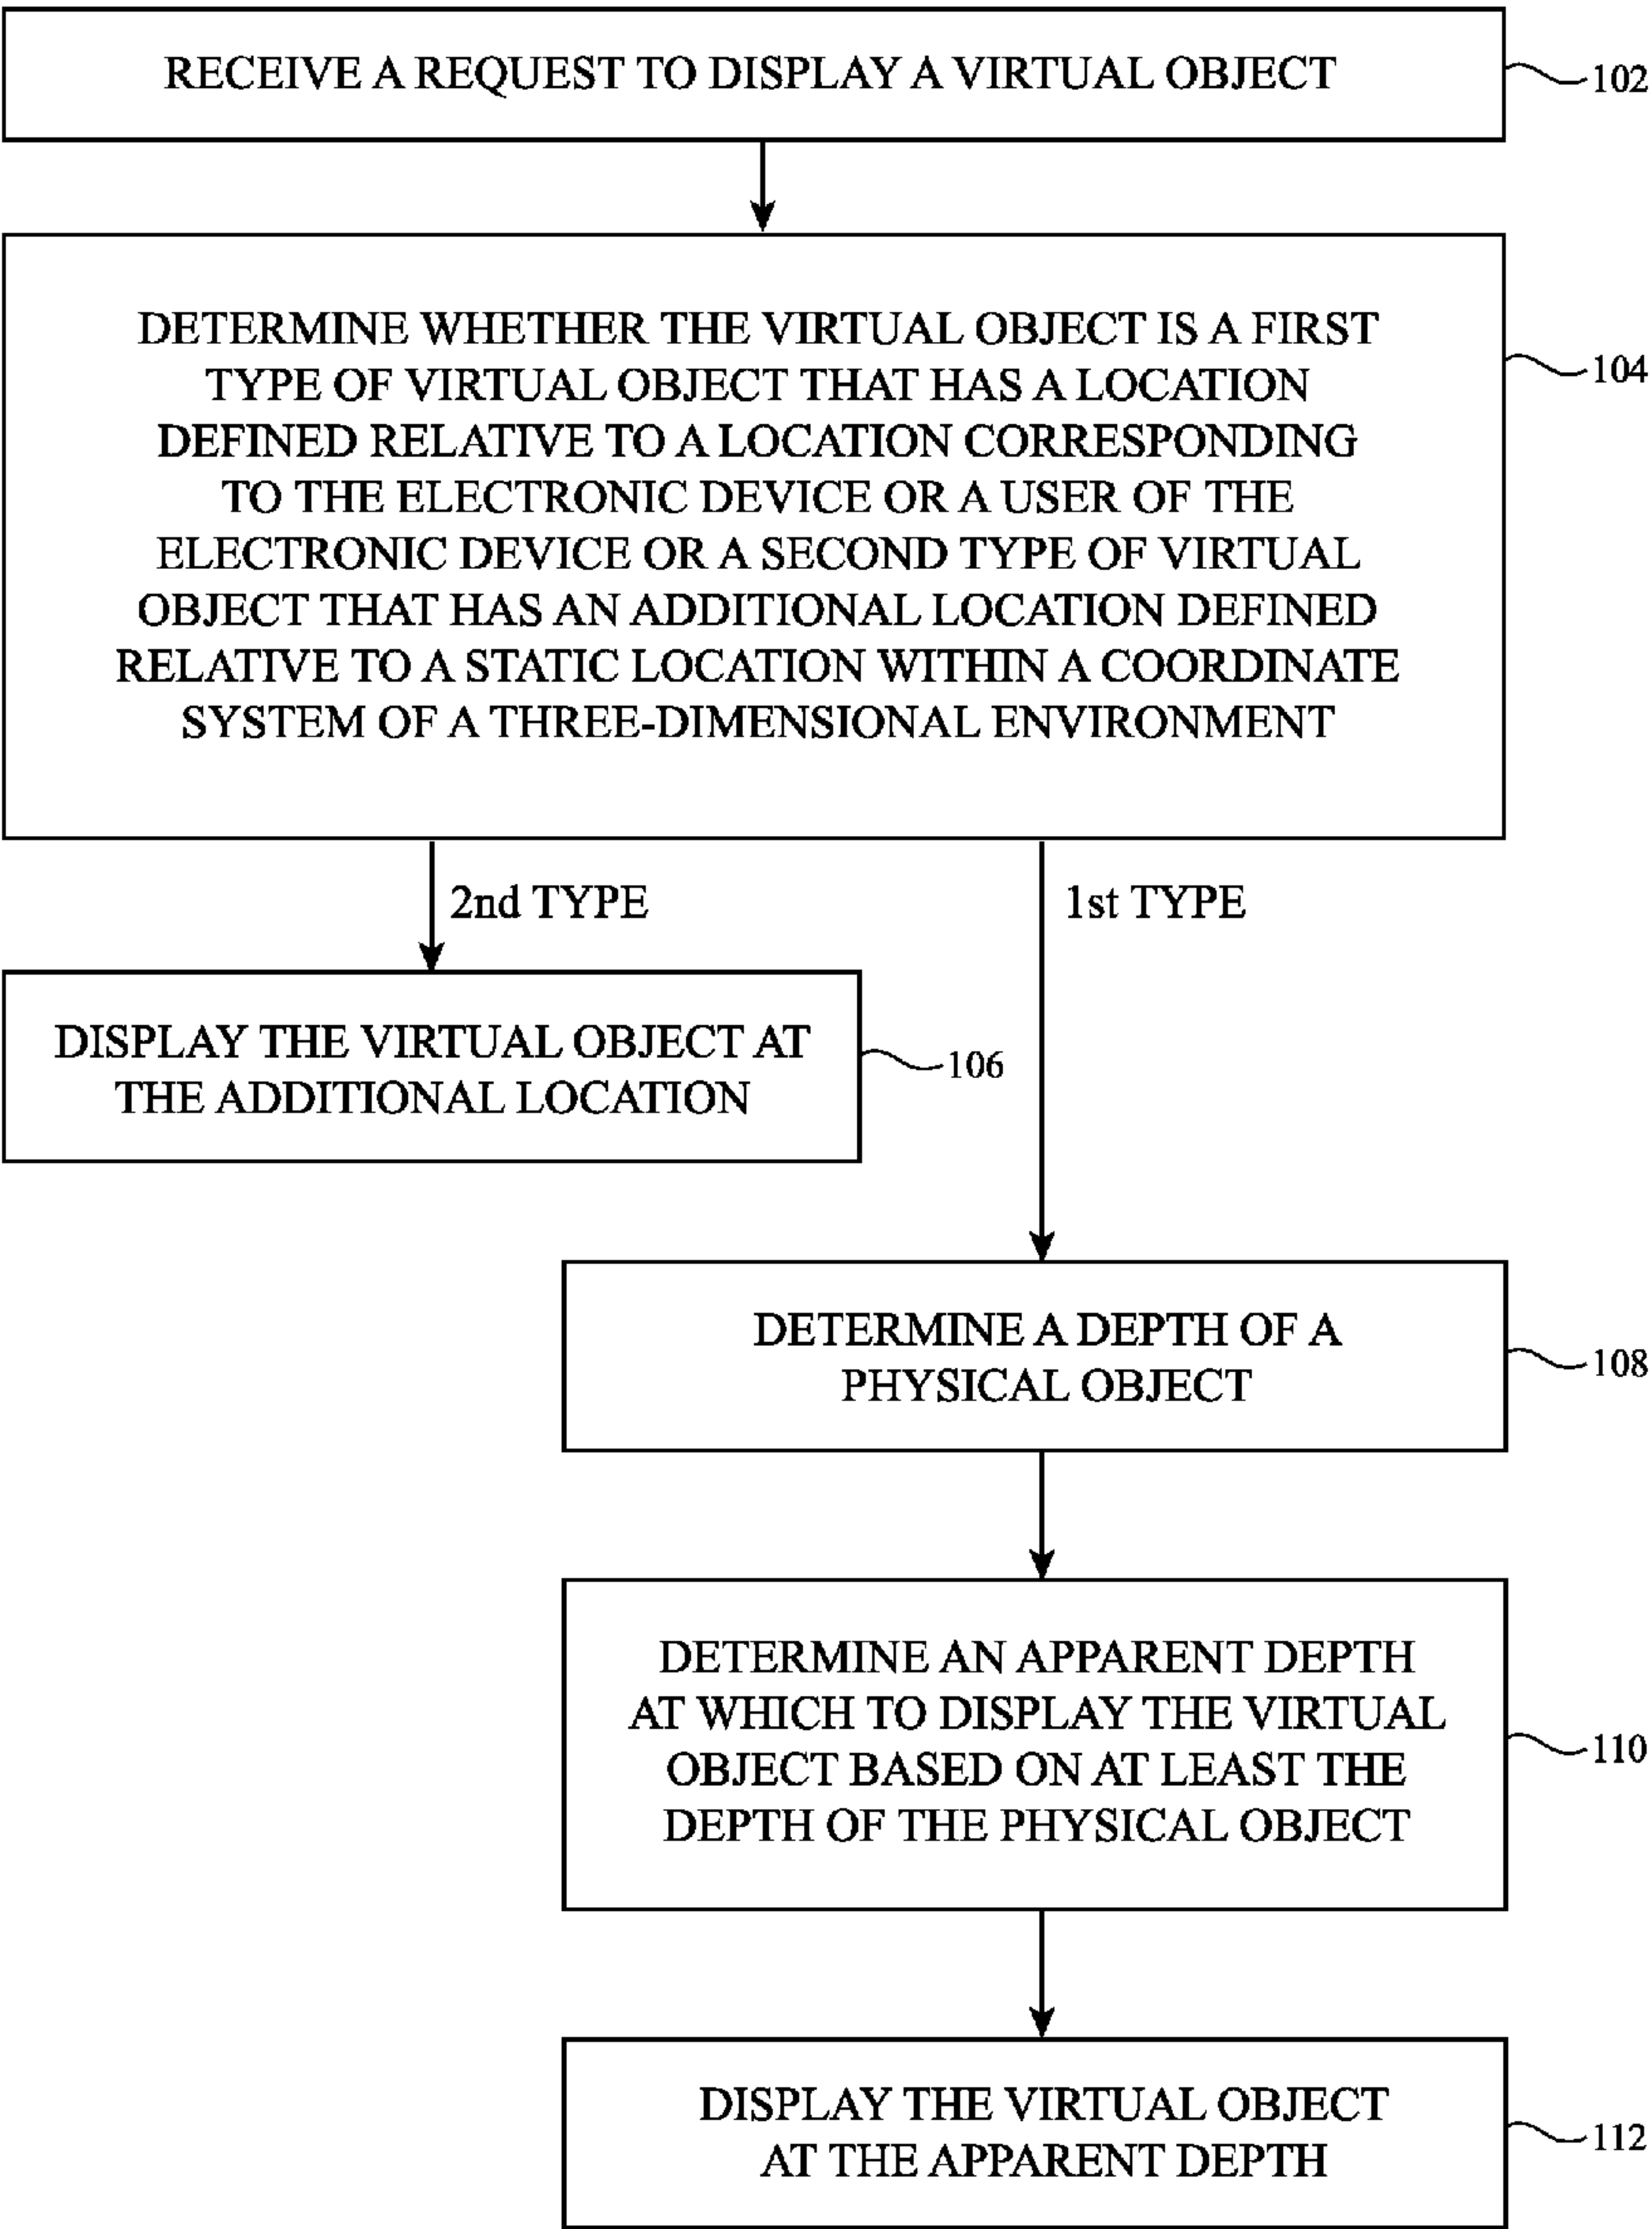 RECEIVE A REQUEST TO DISPLAY A VIRTUAL OBJECT
102
DETERMINE WHETHER THE VIRTUAL OBJECT IS A FIRST
TYPE OF VIRTUAL OBJECT THAT HAS A LOCATION
DEFINED RELATIVE TO A LOCATION CORRESPONDING
TO THE ELECTRONIC DEVICE OR A USER OF THE
ELECTRONIC DEVICE OR A SECOND TYPE OF VIRTUAL
OBJECT THAT HAS AN ADDITIONAL LOCATION DEFINED
RELATIVE TO A STATIC LOCATION WITHIN A COORDINATE
SYSTEM OF A THREE-DIMENSIONAL ENVIRONMENT
104
2nd TYPE
1st TYPE
DISPLAY THE VIRTUAL OBJECT AT
THE ADDITIONAL LOCATION
106
DETERMINE A DEPTH OF A
PHYSICAL OBJECT
108
DETERMINE AN APPARENT DEPTH
AT WHICH TO DISPLAY THE VIRTUAL
OBJECT BASED ON AT LEAST THE
DEPTH OF THE PHYSICAL OBJECT
110
DISPLAY THE VIRTUAL OBJECT
AT THE APPARENT DEPTH
112